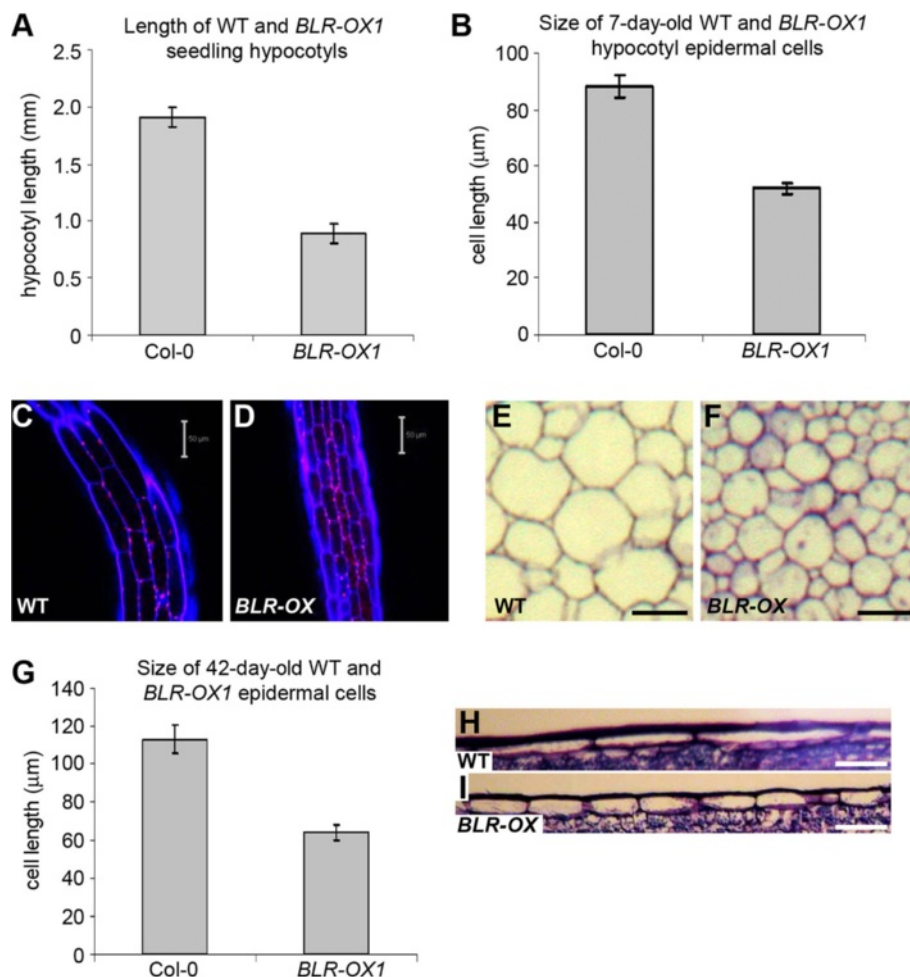 A
Length of WT and BLR-OX1
seedling hypocotyls
hypocotyl length (mm)
2.5
2.0
1.5
1.0
0.5
0
Col-0
BLR-OX1
B
Size of 7-day-old WT and BLR-OX1
hypocotyl epidermal cells
cell length (μm)
100
80
60
40
20
0
Col-0
BLR-OX1
C
50 μm
WT
D
50 μm
BLR-OX
E
WT
F
BLR-OX
G
Size of 42-day-old WT and
BLR-OX1 epidermal cells
cell length (μm)
140
120
100
80
60
40
20
0
Col-0
BLR-OX1
H
WT
I
BLR-OX